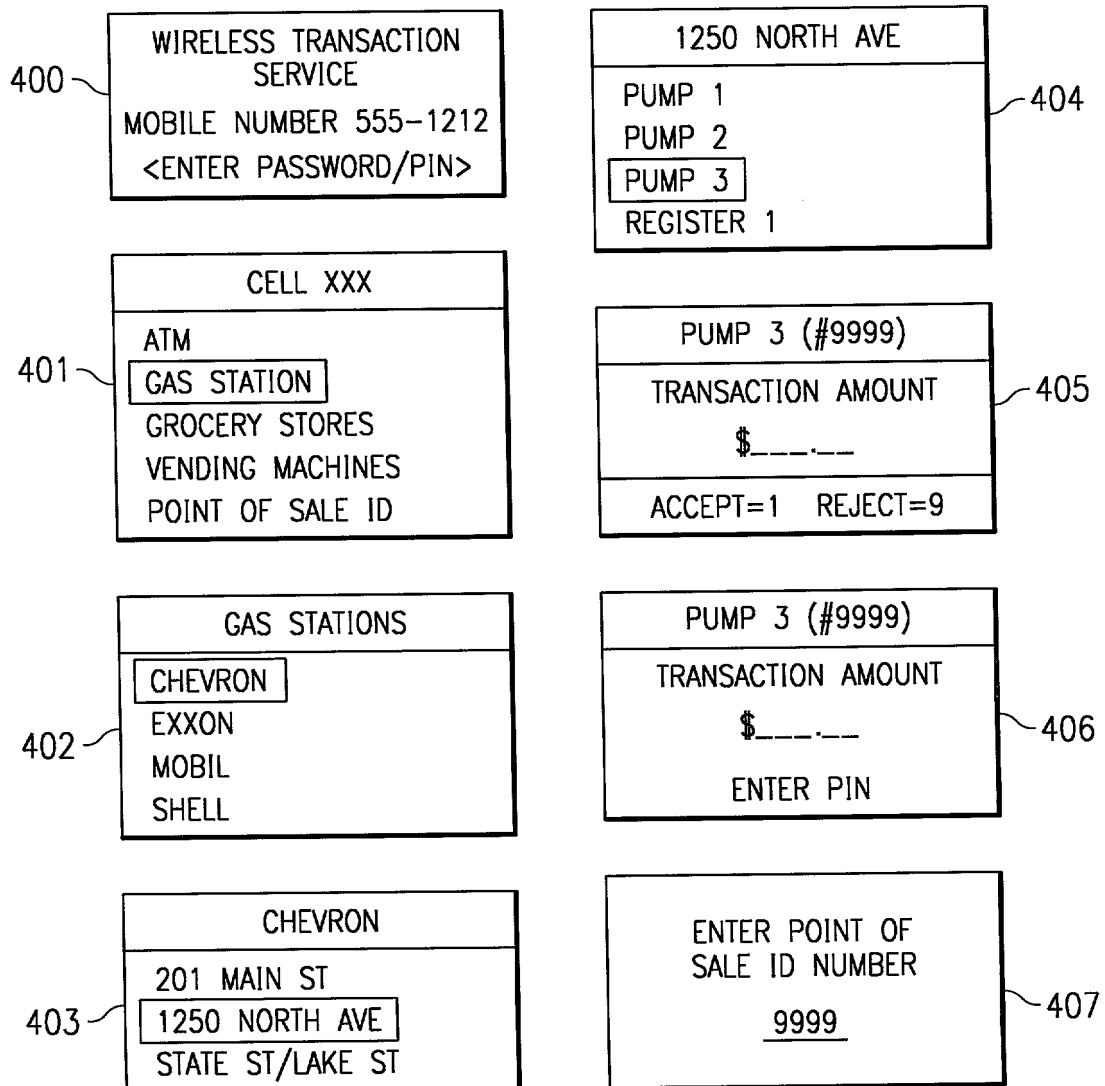 400
WIRELESS TRANSACTION
SERVICE
MOBILE NUMBER 555-1212
<ENTER PASSWORD/PIN>
401
CELL XXX
ATM
GAS STATION
GROCERY STORES
VENDING MACHINES
POINT OF SALE ID
402
GAS STATIONS
CHEVRON
EXXON
MOBIL
SHELL
403
CHEVRON
201 MAIN ST
1250 NORTH AVE
STATE ST/LAKE ST
1250 NORTH AVE
PUMP 1
PUMP 2
PUMP 3
REGISTER 1
404
PUMP 3 (#9999)
TRANSACTION AMOUNT
$___.__
ACCEPT=1 REJECT=9
405
PUMP 3 (#9999)
TRANSACTION AMOUNT
$___.__
ENTER PIN
406
ENTER POINT OF
SALE ID NUMBER
9999
407